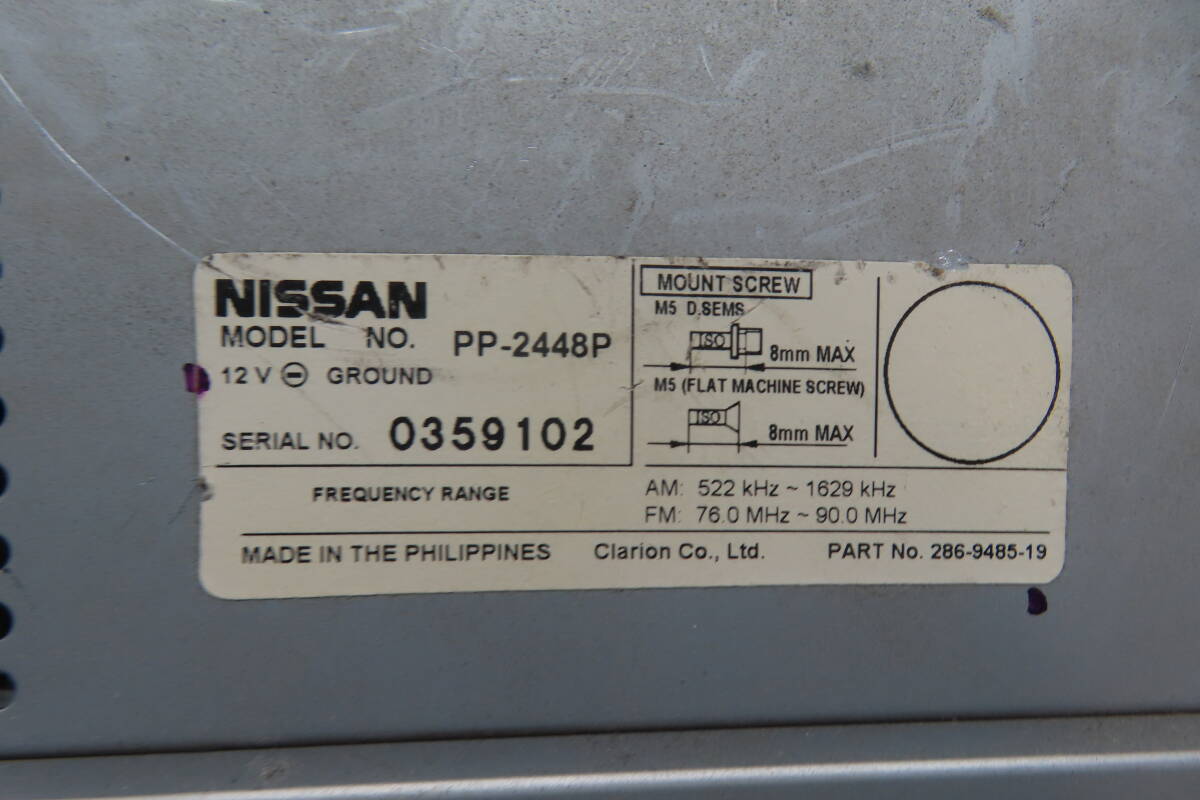 NISSAN
MODEL NO. PP-2448P
12 V ⊖ GROUND
SERIAL NO. 0359102
MOUNT SCREW
M5 D.SEMS
ISO
8mm MAX
M5 (FLAT MACHINE SCREW)
ISO
8mm MAX
FREQUENCY RANGE
AM: 522 kHz ~ 1629 kHz
FM: 76.0 MHz ~ 90.0 MHz
MADE IN THE PHILIPPINES Clarion Co., Ltd. PART No. 286-9485-19